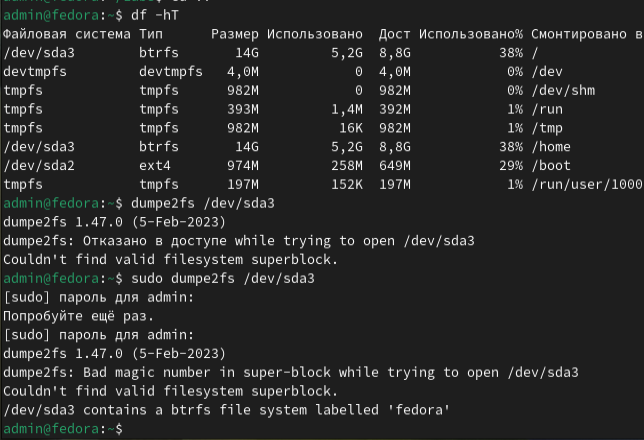 admin@fedora:~$ df -hT
Файловая система Тип Размер Использовано Дост Использовано% Смонтировано в
/dev/sda3 btrfs 14G 5,2G 8,8G 38% /
devtmpfs devtmpfs 4,0M 0 4,0M 0% /dev
tmpfs tmpfs 982M 0 982M 0% /dev/shm
tmpfs tmpfs 393M 1,4M 392M 1% /run
tmpfs tmpfs 982M 16K 982M 1% /tmp
/dev/sda3 btrfs 14G 5,2G 8,8G 38% /home
/dev/sda2 ext4 974M 258M 649M 29% /boot
tmpfs tmpfs 197M 152K 197M 1% /run/user/1000
admin@fedora:~$ dumpe2fs /dev/sda3
dumpe2fs 1.47.0 (5-Feb-2023)
dumpe2fs: Отказано в доступе while trying to open /dev/sda3
Couldn't find valid filesystem superblock.
admin@fedora:~$ sudo dumpe2fs /dev/sda3
[sudo] пароль для admin:
Попробуйте ещё раз.
[sudo] пароль для admin:
dumpe2fs 1.47.0 (5-Feb-2023)
dumpe2fs: Bad magic number in super-block while trying to open /dev/sda3
Couldn't find valid filesystem superblock.
/dev/sda3 contains a btrfs file system labelled 'fedora'
admin@fedora:~$